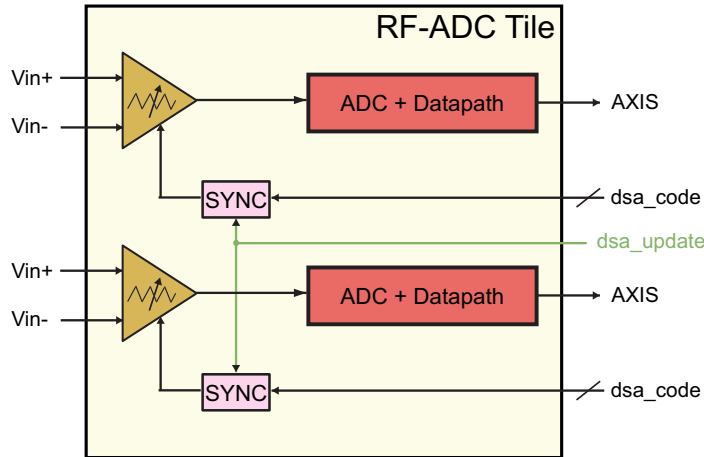 RF-ADC Tile
Vin+
ADC + Datapath
AXIS
Vin-
SYNC
dsa_code
dsa_update
Vin+
ADC + Datapath
AXIS
Vin-
SYNC
dsa_code